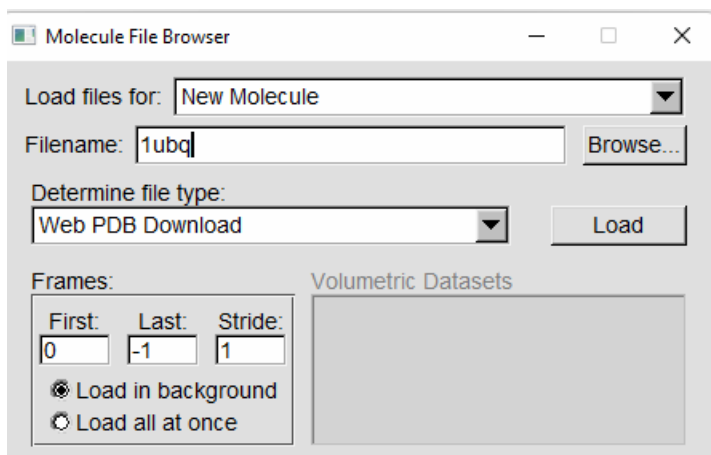 Molecule File Browser
Load files for: New Molecule
Filename: 1ubq Browse...
Determine file type:
Web PDB Download Load
Frames: Volumetric Datasets
First: Last: Stride:
0 -1 1
Load in background
Load all at once